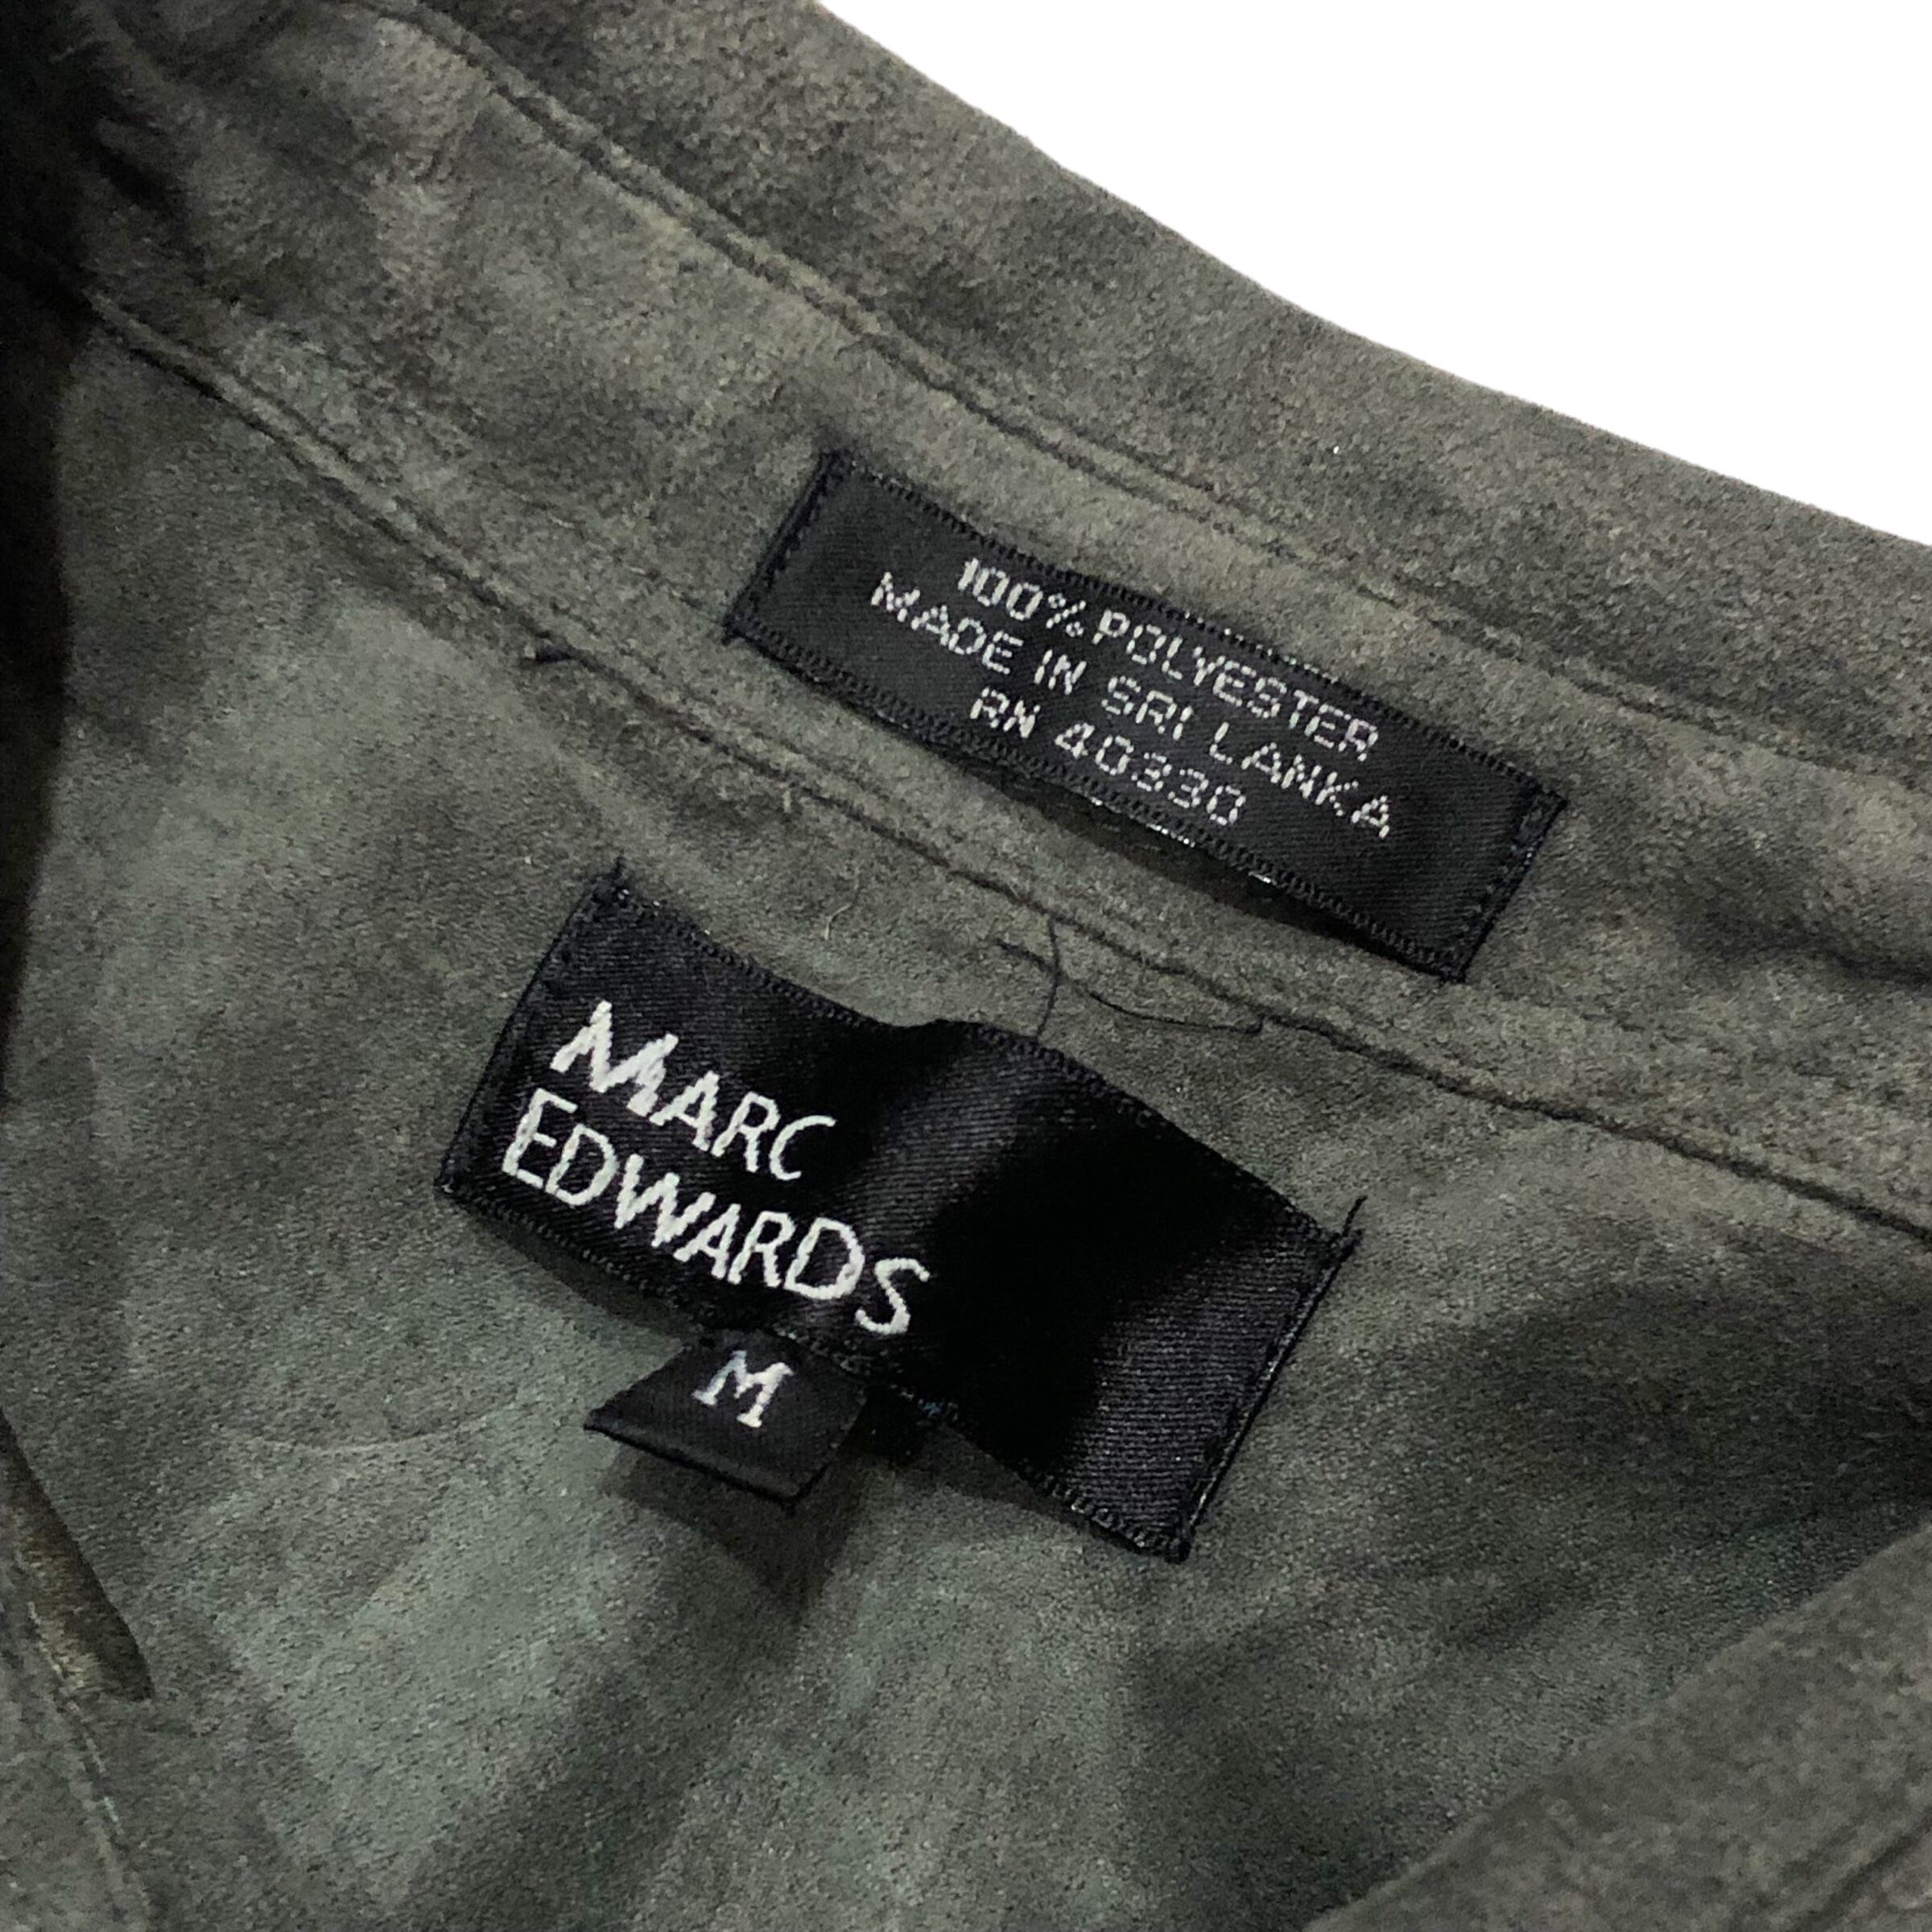 100% POLYESTER
MADE IN SRI LANKA
RN 40330
MARC
EDWARDS
M